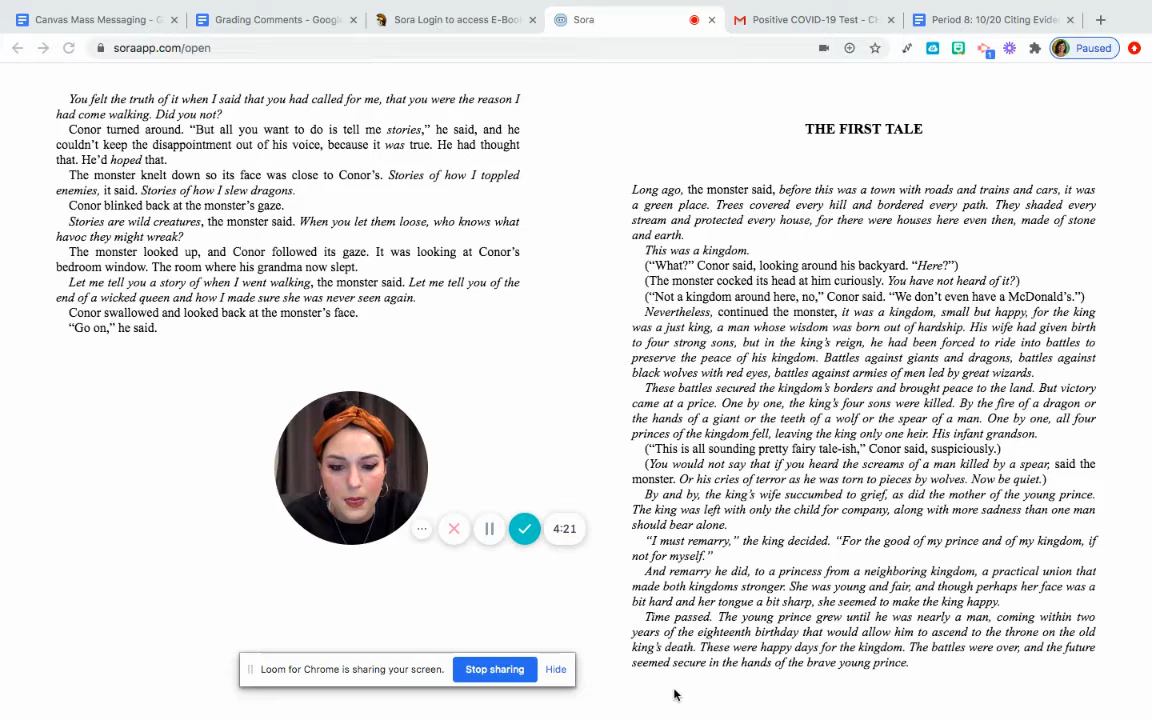 Canvas Mass Messaging - G
Grading Comments - Google
Sora Login to access E-Boo
Sora
Positive COVID-19 Test - C
Period 8: 10/20 Citing Evide
soraapp.com/open
1
Paused
You felt the truth of it when I said that you had called for me, that you were the reason I
had come walking. Did you not?
Conor turned around. “But all you want to do is tell me stories,” he said, and he
couldn’t keep the disappointment out of his voice, because it was true. He had thought
that. He’d hoped that.
The monster knelt down so its face was close to Conor’s. Stories of how I toppled
enemies, it said. Stories of how I slew dragons.
Conor blinked back at the monster’s gaze.
Stories are wild creatures, the monster said. When you let them loose, who knows what
havoc they might wreak?
The monster looked up, and Conor followed its gaze. It was looking at Conor’s
bedroom window. The room where his grandma now slept.
Let me tell you a story of when I went walking, the monster said. Let me tell you of the
end of a wicked queen and how I made sure she was never seen again.
Conor swallowed and looked back at the monster’s face.
“Go on,” he said.
4:21
Loom for Chrome is sharing your screen.
Stop sharing
Hide
THE FIRST TALE
Long ago, the monster said, before this was a town with roads and trains and cars, it was
a green place. Trees covered every hill and bordered every path. They shaded every
stream and protected every house, for there were houses here even then, made of stone
and earth.
This was a kingdom.
(“What?” Conor said, looking around his backyard. “Here?”)
(The monster cocked its head at him curiously. You have not heard of it?)
(“Not a kingdom around here, no,” Conor said. “We don’t even have a McDonald’s.”)
Nevertheless, continued the monster, it was a kingdom, small but happy, for the king
was a just king, a man whose wisdom was born out of hardship. His wife had given birth
to four strong sons, but in the king’s reign, he had been forced to ride into battles to
preserve the peace of his kingdom. Battles against giants and dragons, battles against
black wolves with red eyes, battles against armies of men led by great wizards.
These battles secured the kingdom’s borders and brought peace to the land. But victory
came at a price. One by one, the king’s four sons were killed. By the fire of a dragon or
the hands of a giant or the teeth of a wolf or the spear of a man. One by one, all four
princes of the kingdom fell, leaving the king only one heir. His infant grandson.
(“This is all sounding pretty fairy tale-ish,” Conor said, suspiciously.)
(You would not say that if you heard the screams of a man killed by a spear, said the
monster. Or his cries of terror as he was torn to pieces by wolves. Now be quiet.)
By and by, the king’s wife succumbed to grief, as did the mother of the young prince.
The king was left with only the child for company, along with more sadness than one man
should bear alone.
“I must remarry,” the king decided. “For the good of my prince and of my kingdom, if
not for myself.”
And remarry he did, to a princess from a neighboring kingdom, a practical union that
made both kingdoms stronger. She was young and fair, and though perhaps her face was a
bit hard and her tongue a bit sharp, she seemed to make the king happy.
Time passed. The young prince grew until he was nearly a man, coming within two
years of the eighteenth birthday that would allow him to ascend to the throne on the old
king’s death. These were happy days for the kingdom. The battles were over, and the future
seemed secure in the hands of the brave young prince.